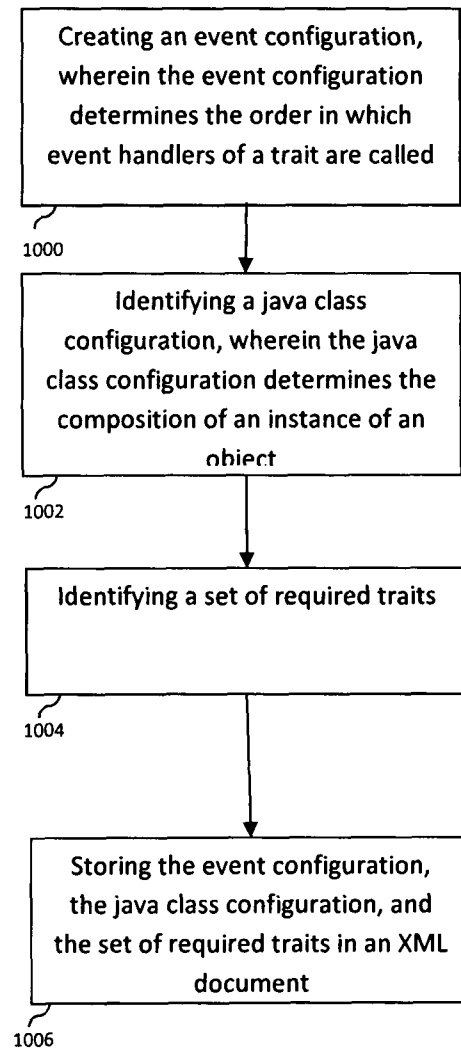 Creating an event configuration,
wherein the event configuration
determines the order in which
event handlers of a trait are called
1000
Identifying a java class
configuration, wherein the java
class configuration determines the
composition of an instance of an
object
1002
Identifying a set of required traits
1004
Storing the event configuration,
the java class configuration, and
the set of required traits in an XML
document
1006